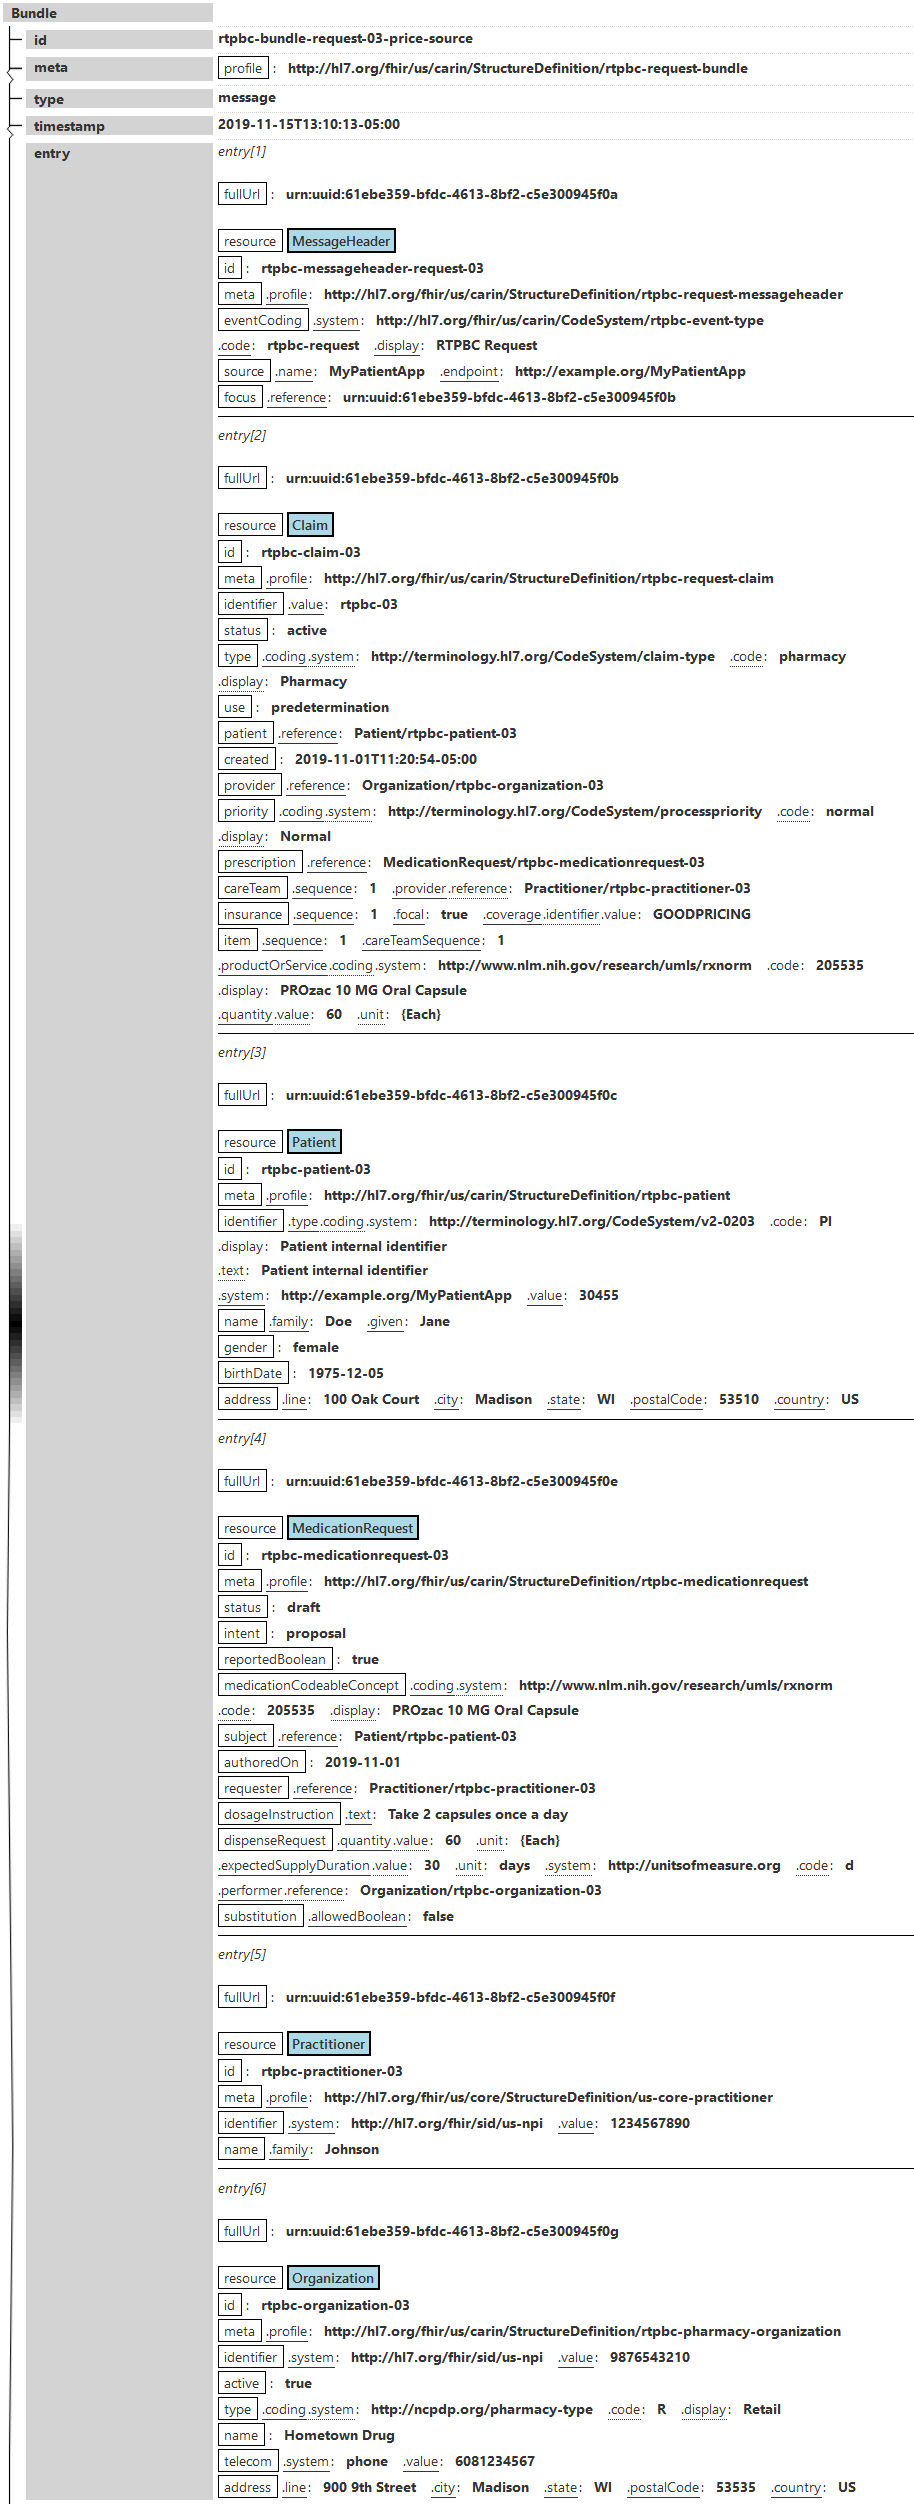 Bundle
id rtpbc-bundle-request-03-price-source
meta profile : http://hl7.org/fhir/us/carin/StructureDefinition/rtpbc-request-bundle
type message
timestamp 2019-11-15T13:10:13-05:00
entry entry[1]
fullUrl : urn:uuid:61ebe359-bfdc-4613-8bf2-c5e300945f0a
resource MessageHeader
id : rtpbc-messageheader-request-03
meta .profile: http://hl7.org/fhir/us/carin/StructureDefinition/rtpbc-request-messageheader
eventCoding .system: http://hl7.org/fhir/us/carin/CodeSystem/rtpbc-event-type
.code: rtpbc-request .display: RTPBC Request
source .name: MyPatientApp .endpoint: http://example.org/MyPatientApp
focus .reference: urn:uuid:61ebe359-bfdc-4613-8bf2-c5e300945f0b
entry[2]
fullUrl : urn:uuid:61ebe359-bfdc-4613-8bf2-c5e300945f0b
resource Claim
id : rtpbc-claim-03
meta .profile: http://hl7.org/fhir/us/carin/StructureDefinition/rtpbc-request-claim
identifier .value: rtpbc-03
status : active
type .coding.system: http://terminology.hl7.org/CodeSystem/claim-type .code: pharmacy
.display: Pharmacy
use : predetermination
patient .reference: Patient/rtpbc-patient-03
created : 2019-11-01T11:20:54-05:00
provider .reference: Organization/rtpbc-organization-03
priority .coding.system: http://terminology.hl7.org/CodeSystem/processpriority .code: normal
.display: Normal
prescription .reference: MedicationRequest/rtpbc-medicationrequest-03
careTeam .sequence: 1 .provider.reference: Practitioner/rtpbc-practitioner-03
insurance .sequence: 1 .focal: true .coverage.identifier.value: GOODPRICING
item .sequence: 1 .careTeamSequence: 1
.productOrService.coding.system: http://www.nlm.nih.gov/research/umls/rxnorm .code: 205535
.display: PROzac 10 MG Oral Capsule
.quantity.value: 60 .unit: {Each}
entry[3]
fullUrl : urn:uuid:61ebe359-bfdc-4613-8bf2-c5e300945f0c
resource Patient
id : rtpbc-patient-03
meta .profile: http://hl7.org/fhir/us/carin/StructureDefinition/rtpbc-patient
identifier .type.coding.system: http://terminology.hl7.org/CodeSystem/v2-0203 .code: PI
.display: Patient internal identifier
.text: Patient internal identifier
.system: http://example.org/MyPatientApp .value: 30455
name .family: Doe .given: Jane
gender : female
birthDate : 1975-12-05
address .line: 100 Oak Court .city: Madison .state: WI .postalCode: 53510 .country: US
entry[4]
fullUrl : urn:uuid:61ebe359-bfdc-4613-8bf2-c5e300945f0e
resource MedicationRequest
id : rtpbc-medicationrequest-03
meta .profile: http://hl7.org/fhir/us/carin/StructureDefinition/rtpbc-medicationrequest
status : draft
intent : proposal
reportedBoolean : true
medicationCodeableConcept .coding.system: http://www.nlm.nih.gov/research/umls/rxnorm
.code: 205535 .display: PROzac 10 MG Oral Capsule
subject .reference: Patient/rtpbc-patient-03
authoredOn : 2019-11-01
requester .reference: Practitioner/rtpbc-practitioner-03
dosageInstruction .text: Take 2 capsules once a day
dispenseRequest .quantity.value: 60 .unit: {Each}
.expectedSupplyDuration.value: 30 .unit: days .system: http://unitsofmeasure.org .code: d
.performer.reference: Organization/rtpbc-organization-03
substitution .allowedBoolean: false
entry[5]
fullUrl : urn:uuid:61ebe359-bfdc-4613-8bf2-c5e300945f0f
resource Practitioner
id : rtpbc-practitioner-03
meta .profile: http://hl7.org/fhir/us/core/StructureDefinition/us-core-practitioner
identifier .system: http://hl7.org/fhir/sid/us-npi .value: 1234567890
name .family: Johnson
entry[6]
fullUrl : urn:uuid:61ebe359-bfdc-4613-8bf2-c5e300945f0g
resource Organization
id : rtpbc-organization-03
meta .profile: http://hl7.org/fhir/us/carin/StructureDefinition/rtpbc-pharmacy-organization
identifier .system: http://hl7.org/fhir/sid/us-npi .value: 9876543210
active : true
type .coding.system: http://ncpdp.org/pharmacy-type .code: R .display: Retail
name : Hometown Drug
telecom .system: phone .value: 6081234567
address .line: 900 9th Street .city: Madison .state: WI .postalCode: 53535 .country: US